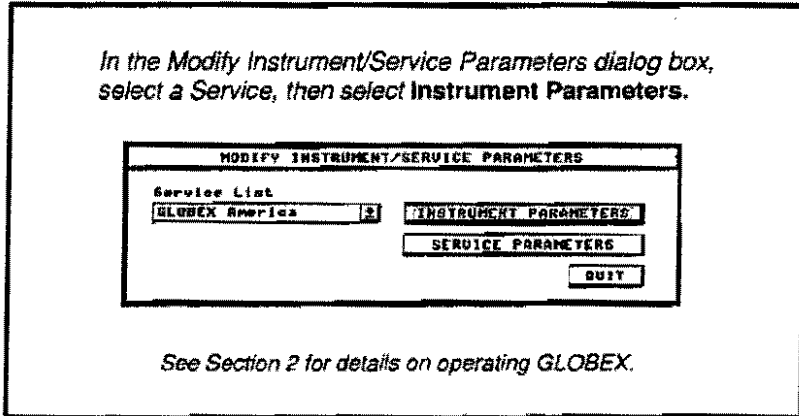 In the Modify Instrument/Service Parameters dialog box,
select a Service, then select Instrument Parameters.
MODIFY INSTRUMENT/SERVICE PARAMETERS
Service List
GLOBEX America
INSTRUMENT PARAMETERS
SERVICE PARAMETERS
QUIT
See Section 2 for details on operating GLOBEX.